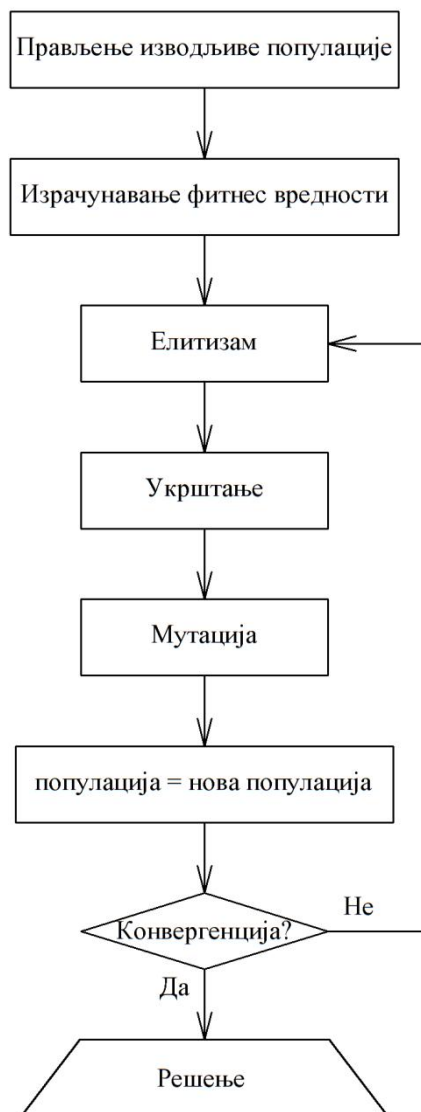 Прављење изводљиве популације
Израчунавање фитнес вредности
Елитизам
Укрштање
Мутација
популација = нова популација
Конвергенција?
Не
Да
Решење